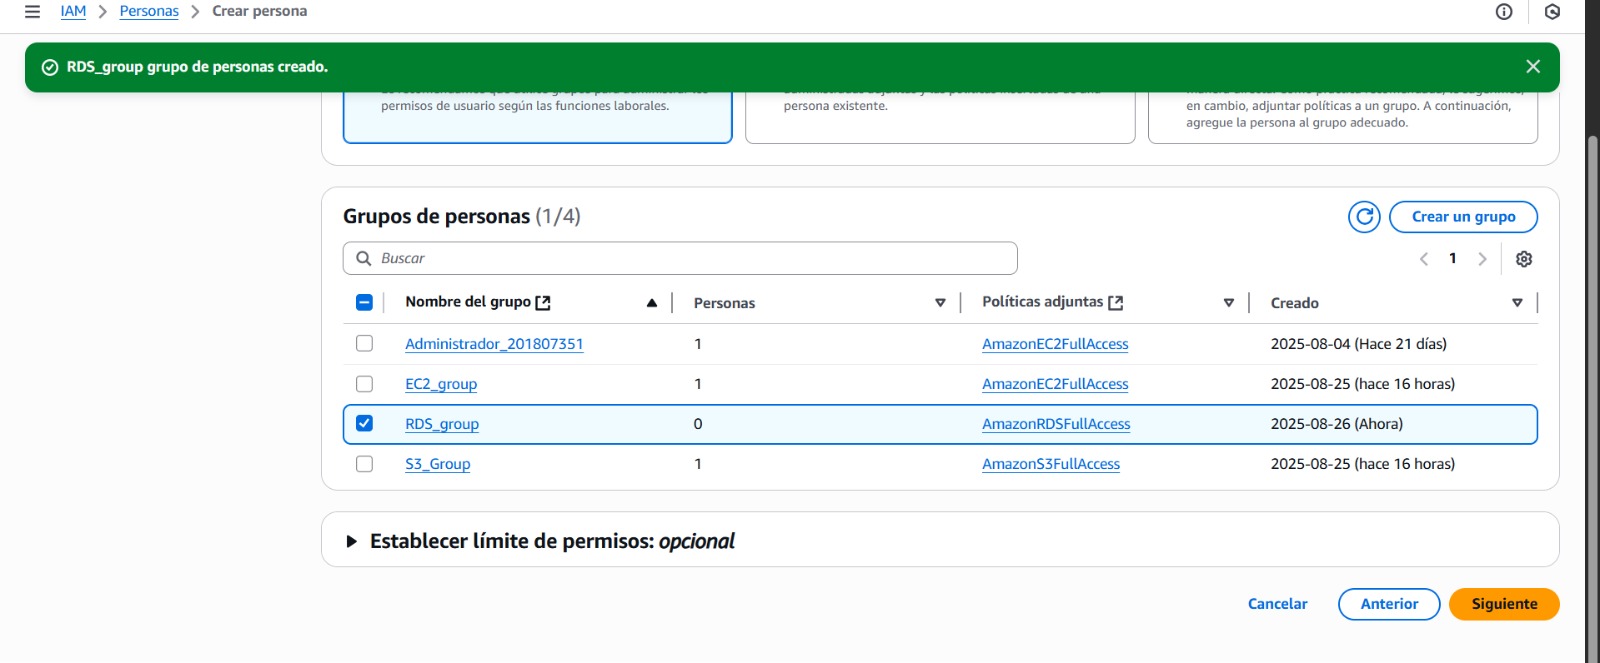 IAM > Personas > Crear persona
RDS_group grupo de personas creado.
permisos de usuario según las funciones laborales.
persona existente.
en cambio, adjuntar políticas a un grupo. A continuación,
agregue la persona al grupo adecuado.
Grupos de personas (1/4)
Crear un grupo
Buscar
1
Nombre del grupo Personas Políticas adjuntas Creado
Administrador_201807351 1 AmazonEC2FullAccess 2025-08-04 (Hace 21 días)
EC2_group 1 AmazonEC2FullAccess 2025-08-25 (hace 16 horas)
RDS_group 0 AmazonRDSFullAccess 2025-08-26 (Ahora)
S3_Group 1 AmazonS3FullAccess 2025-08-25 (hace 16 horas)
Establecer límite de permisos: opcional
Cancelar Anterior Siguiente